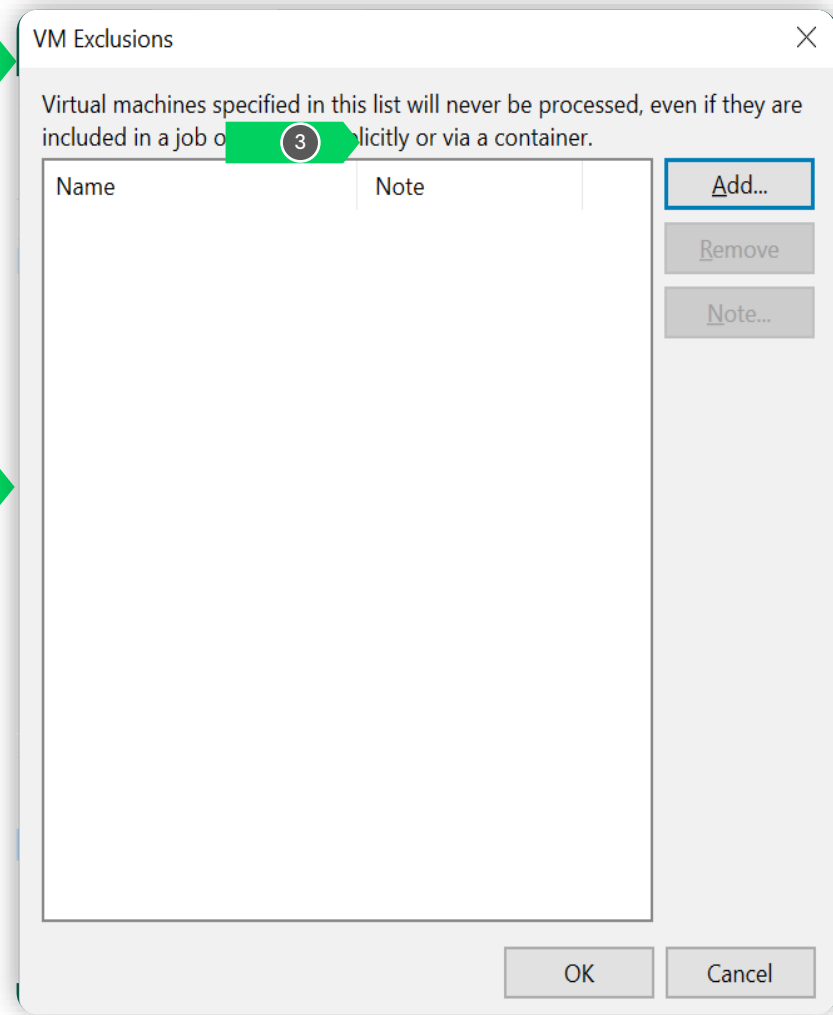 VM Exclusions
Virtual machines specified in this list will never be processed, even if they are
included in a job o licitly or via a container.
3
Name Note
Add...
Remove
Note...
OK Cancel